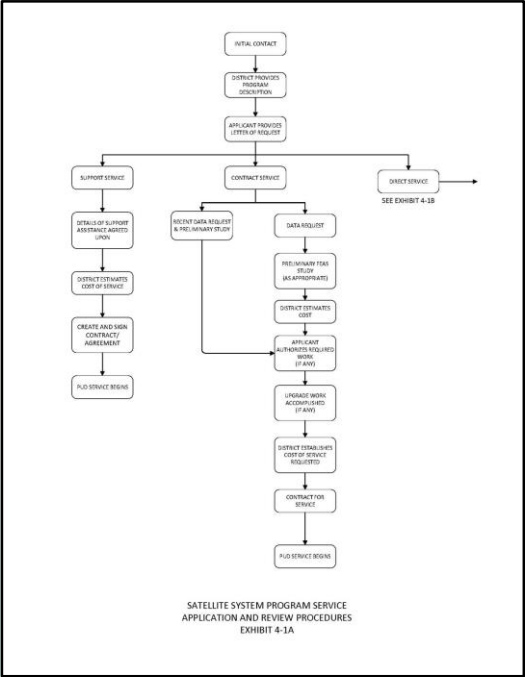 INITIAL CONTACT
DISTRICT PROVIDES
PROGRAM
DESCRIPTION
APPLICANT PROVIDES
LETTER OF REQUEST
SUPPORT SERVICE
CONTRACT SERVICE
DIRECT SERVICE
SEE EXHIBIT 4-1B
DETAILS OF SUPPORT
ASSISTANCE AGREED
UPON
RECENT DATA REQUEST
& PRELIMINARY STUDY
DATA REQUEST
PRELIMINARY FEAS
STUDY
(AS APPROPRIATE)
DISTRICT ESTIMATES
COST OF SERVICE
DISTRICT ESTIMATES
COST
CREATE AND SIGN
CONTRACT/
AGREEMENT
APPLICANT
AUTHORIZES REQUIRED
WORK
(IF ANY)
PUD SERVICE BEGINS
UPGRADE WORK
ACCOMPLISHED
(IF ANY)
DISTRICT ESTABLISHES
COST OF SERVICE
REQUESTED
CONTRACT FOR
SERVICE
PUD SERVICE BEGINS
SATELLITE SYSTEM PROGRAM SERVICE
APPLICATION AND REVIEW PROCEDURES
EXHIBIT 4-1A